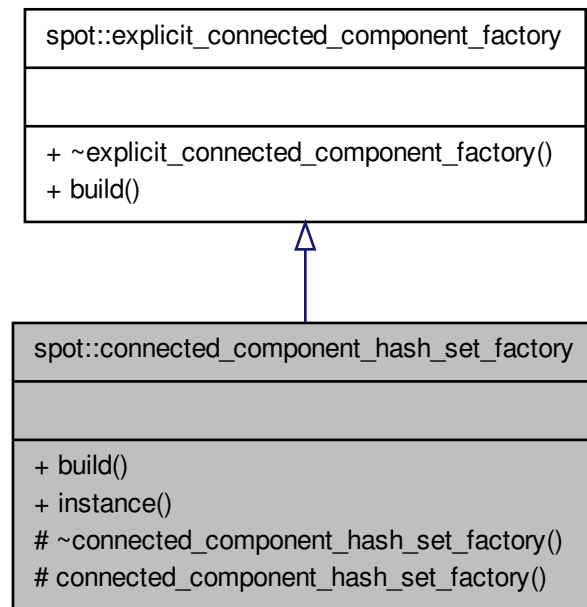 spot::explicit_connected_component_factory
+ ~explicit_connected_component_factory()
+ build()
spot::connected_component_hash_set_factory
+ build()
+ instance()
# ~connected_component_hash_set_factory()
# connected_component_hash_set_factory()